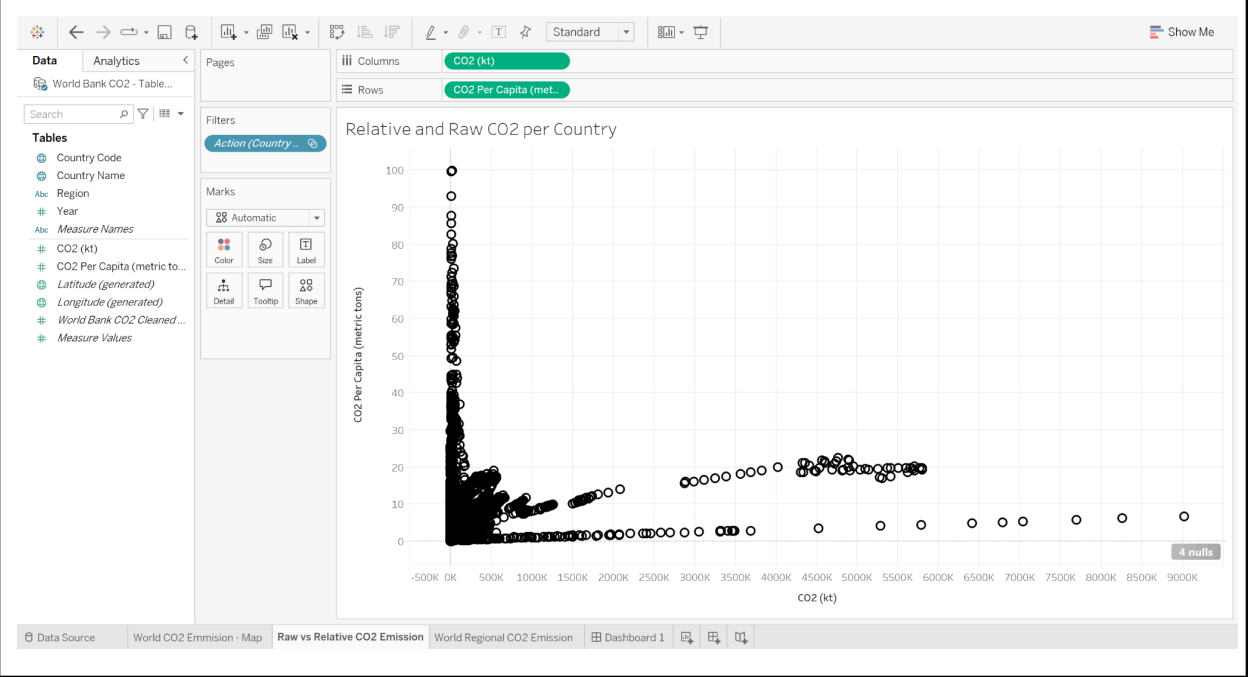 Standard
Show Me
Data
Analytics
Pages
Columns
CO2 (kt)
World Bank CO2 - Table...
Rows
CO2 Per Capita (met..
Search
Filters
Action (Country ..
Tables
Country Code
Country Name
Abc Region
Year
Abc Measure Names
CO2 (kt)
CO2 Per Capita (metric to...
Latitude (generated)
Longitude (generated)
World Bank CO2 Cleaned ...
Measure Values
Marks
Automatic
Color
Size
Label
Detail
Tooltip
Shape
Relative and Raw CO2 per Country
CO2 Per Capita (metric tons)
100
90
80
70
60
50
40
30
20
10
0
4 nulls
-500K 0K 500K 1000K 1500K 2000K 2500K 3000K 3500K 4000K 4500K 5000K 5500K 6000K 6500K 7000K 7500K 8000K 8500K 9000K
CO2 (kt)
Data Source
World CO2 Emmision - Map
Raw vs Relative CO2 Emission
World Regional CO2 Emission
Dashboard 1